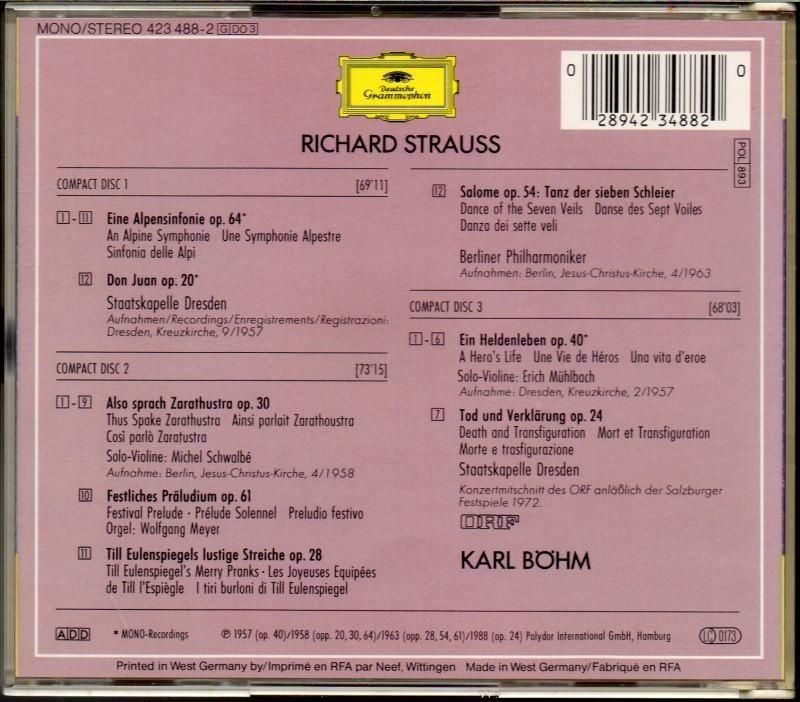 MONO/STEREO 423 488-2 G DO 3
Deutsche
Grammophon
0 28942 34882 0
POL 893
RICHARD STRAUSS
COMPACT DISC 1 [69'11]
1 - 11 Eine Alpensinfonie op. 64*
An Alpine Symphonie Une Symphonie Alpestre
Sinfonia delle Alpi
12 Don Juan op. 20*
Staatskapelle Dresden
Aufnahmen/Recordings/Enregistrements/Registrazioni:
Dresden, Kreuzkirche, 9/1957
COMPACT DISC 2 [73'15]
1 - 9 Also sprach Zarathustra op. 30
Thus Spake Zarathustra Ainsi parlait Zarathoustra
Così parlò Zaratustra
Solo-Violine: Michel Schwalbé
Aufnahme: Berlin, Jesus-Christus-Kirche, 4/1958
10 Festliches Präludium op. 61
Festival Prelude · Prélude Solennel Preludio festivo
Orgel: Wolfgang Meyer
11 Till Eulenspiegels lustige Streiche op. 28
Till Eulenspiegel's Merry Pranks · Les Joyeuses Equipées
de Till l'Espiègle I tiri burloni di Till Eulenspiegel
12 Salome op. 54: Tanz der sieben Schleier
Dance of the Seven Veils Danse des Sept Voiles
Danza dei sette veli
Berliner Philharmoniker
Aufnahmen: Berlin, Jesus-Christus-Kirche, 4/1963
COMPACT DISC 3 [68'03]
1 - 6 Ein Heldenleben op. 40*
A Hero's Life Une Vie de Héros Una vita d'eroe
Solo-Violine: Erich Mühlbach
Aufnahme: Dresden, Kreuzkirche, 2/1957
7 Tod und Verklärung op. 24
Death and Transfiguration Mort et Transfiguration
Morte e trasfigurazione
Staatskapelle Dresden
Konzertmitschnitt des ORF anläßlich der Salzburger
Festspiele 1972.
ORF
KARL BÖHM
ADD * MONO-Recordings ℗ 1957 (op. 40)/1958 (opp. 20, 30, 64)/1963 (opp. 28, 54, 61)/1988 (op. 24) Polydor International GmbH, Hamburg LC 0173
Printed in West Germany by/Imprimé en RFA par Neef, Wittingen Made in West Germany/Fabriqué en RFA